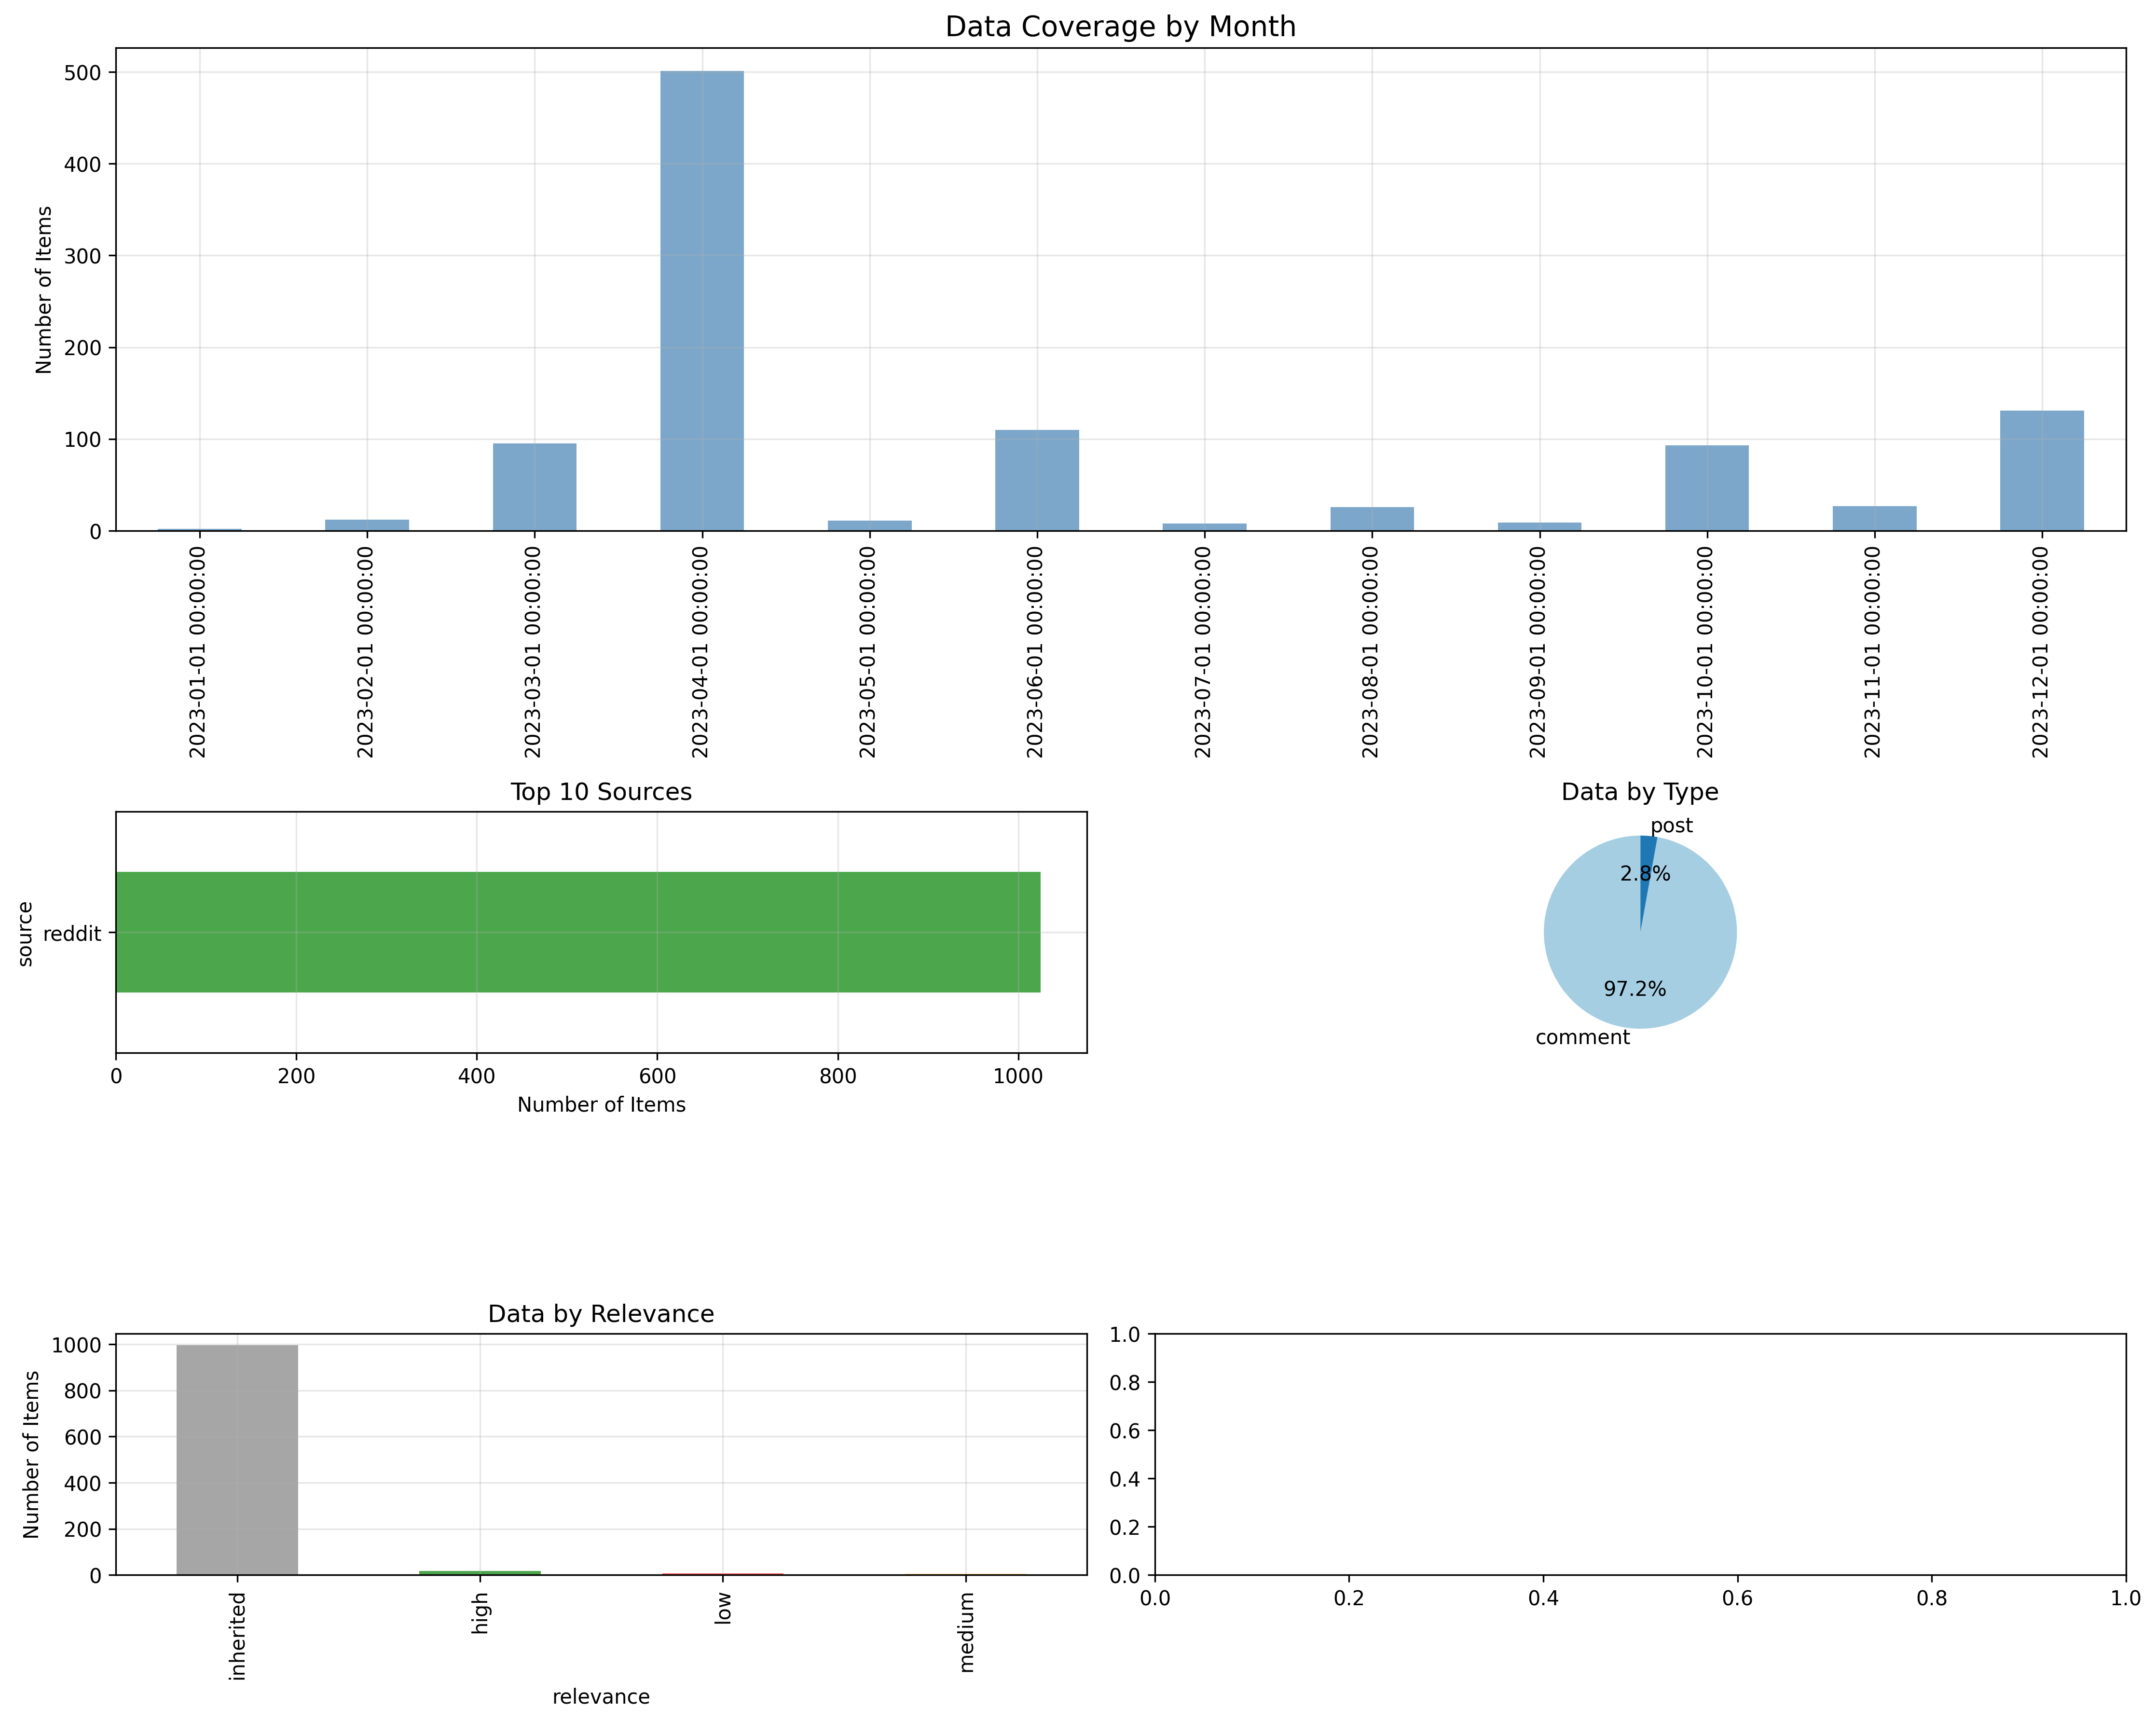 Data Coverage by Month
Number of Items
500
400
300
200
100
0
2023-01-01 00:00:00
2023-02-01 00:00:00
2023-03-01 00:00:00
2023-04-01 00:00:00
2023-05-01 00:00:00
2023-06-01 00:00:00
2023-07-01 00:00:00
2023-08-01 00:00:00
2023-09-01 00:00:00
2023-10-01 00:00:00
2023-11-01 00:00:00
2023-12-01 00:00:00
Top 10 Sources
source
reddit
0 200 400 600 800 1000
Number of Items
Data by Type
post
2.8%
97.2%
comment
Data by Relevance
Number of Items
1000
800
600
400
200
0
inherited
high
low
medium
relevance
1.0
0.8
0.6
0.4
0.2
0.0
0.0 0.2 0.4 0.6 0.8 1.0